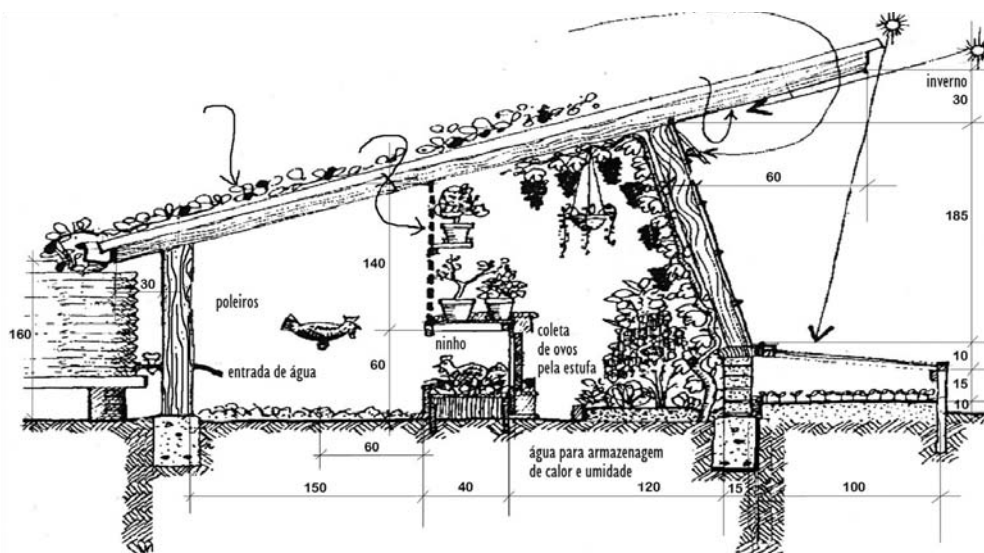 inverno
30
60
185
140
30
poleiros
160
ninho
coleta
de ovos
pela estufa
entrada de água
60
10
15
10
60
água para armazenagem
de calor e umidade
150
40
120
15
100